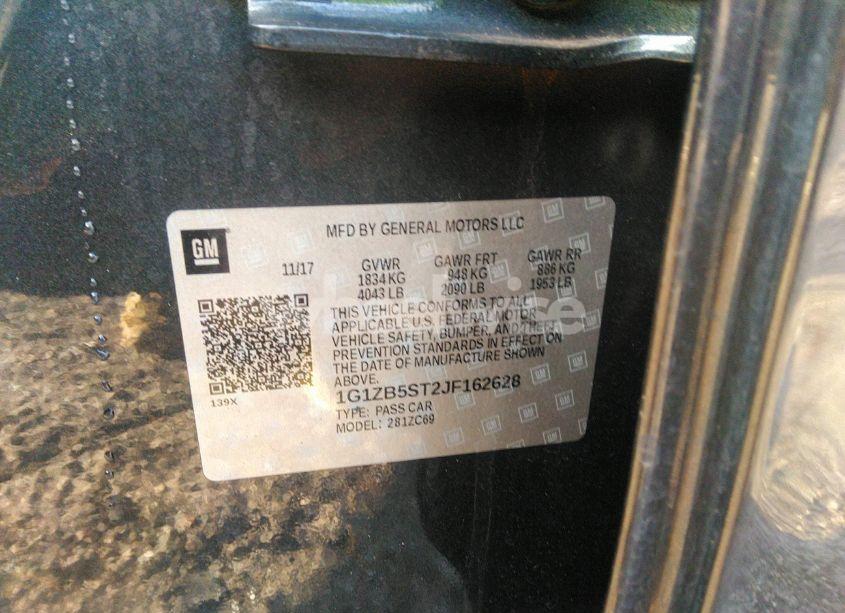 MFD BY GENERAL MOTORS LLC
GM
11/17 GVWR GAWR FRT GAWR RR
1834 KG 948 KG 886 KG
4043 LB 2090 LB 1953 LB
THIS VEHICLE CONFORMS TO ALL
APPLICABLE U.S. FEDERAL MOTOR
VEHICLE SAFETY, BUMPER, AND THEFT
PREVENTION STANDARDS IN EFFECT ON
THE DATE OF MANUFACTURE SHOWN
ABOVE.
139X
1G1ZB5ST2JF162628
TYPE: PASS CAR
MODEL: 281ZC69